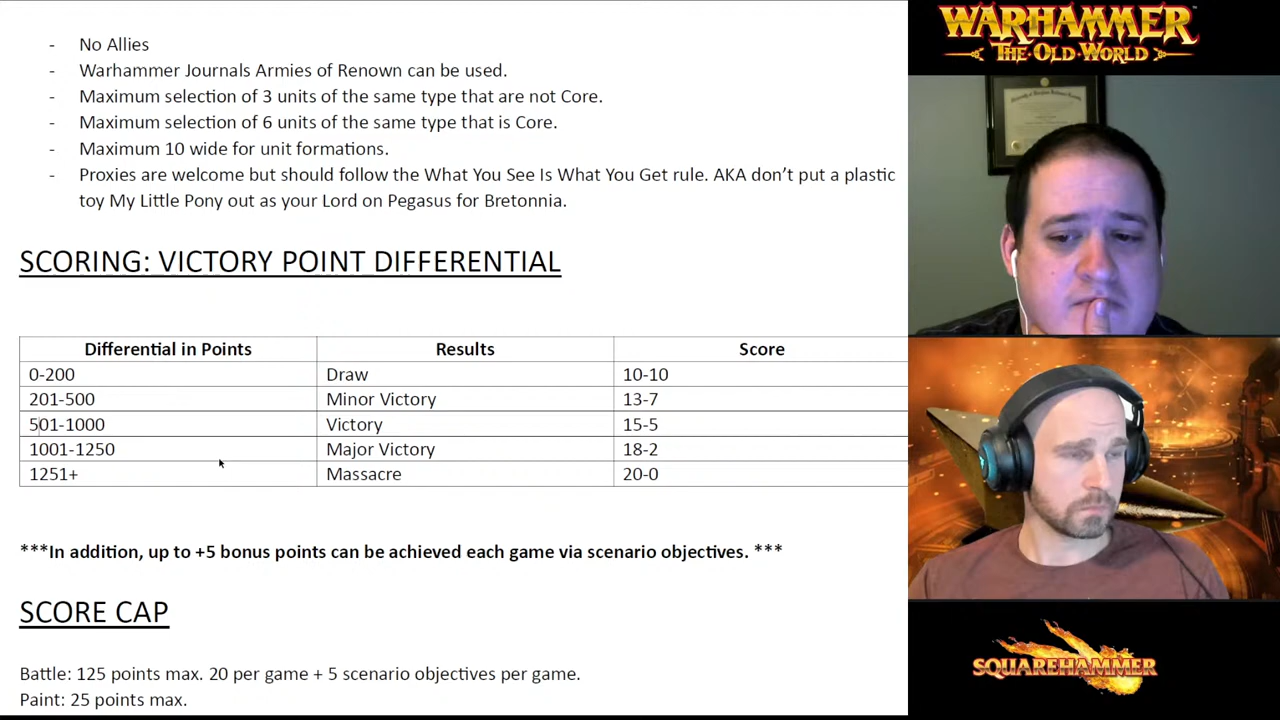 - No Allies
- Warhammer Journals Armies of Renown can be used.
- Maximum selection of 3 units of the same type that are not Core.
- Maximum selection of 6 units of the same type that is Core.
- Maximum 10 wide for unit formations.
- Proxies are welcome but should follow the What You See Is What You Get rule. AKA don’t put a plastic
toy My Little Pony out as your Lord on Pegasus for Bretonnia.
SCORING: VICTORY POINT DIFFERENTIAL
Differential in Points Results Score
0-200 Draw 10-10
201-500 Minor Victory 13-7
501-1000 Victory 15-5
1001-1250 Major Victory 18-2
1251+ Massacre 20-0
***In addition, up to +5 bonus points can be achieved each game via scenario objectives. ***
SCORE CAP
Battle: 125 points max. 20 per game + 5 scenario objectives per game.
Paint: 25 points max.
WARHAMMER
THE OLD WORLD
SQUAREHAMMER